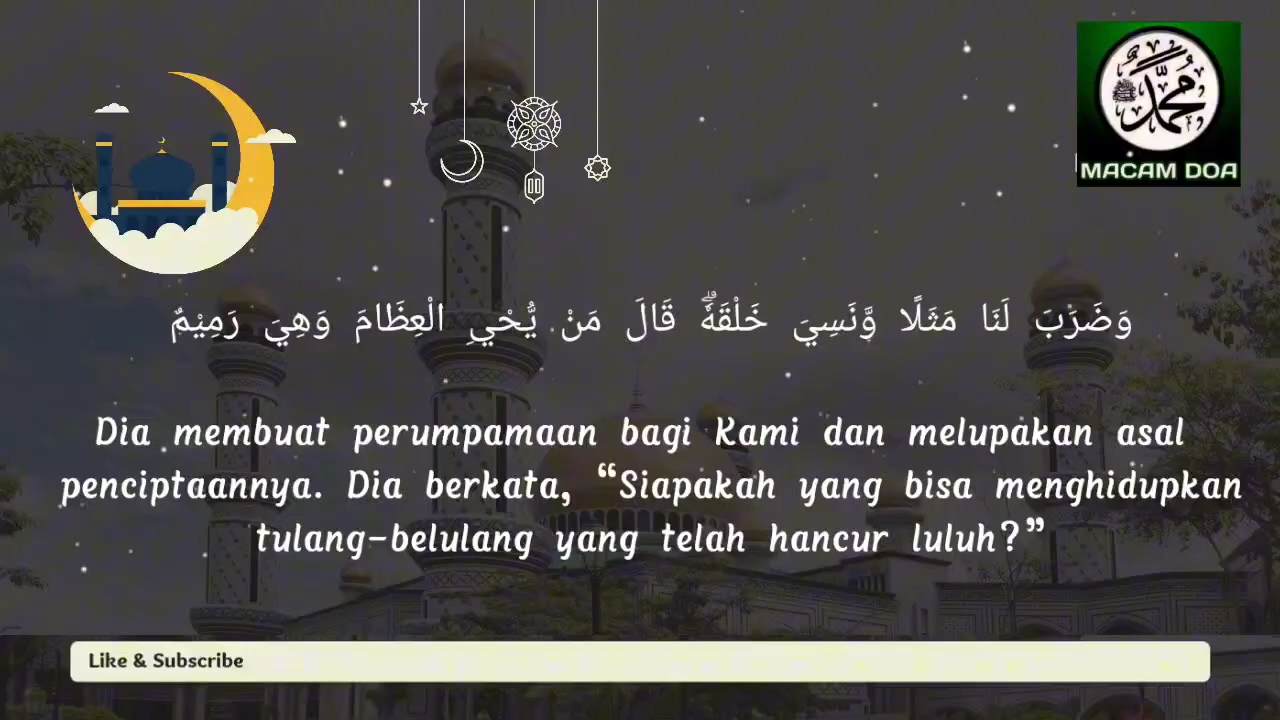 محمد
MACAM DOA
وَضَرَبَ لَنَا مَثَلًا وَّنَسِيَ خَلْقَهٗۗ قَالَ مَنْ يُّحْيِ الْعِظَامَ وَهِيَ رَمِيْمٌ
Dia membuat perumpamaan bagi Kami dan melupakan asal
penciptaannya. Dia berkata, “Siapakah yang bisa menghidupkan
tulang-belulang yang telah hancur luluh?”
Like & Subscribe